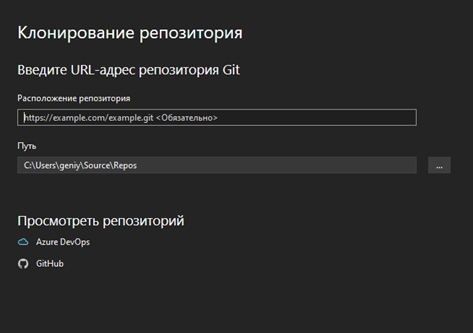 Клонирование репозитория
Введите URL-адрес репозитория Git
Расположение репозитория
https://example.com/example.git <Обязательно>
Путь
C:\Users\geniy\Source\Repos
...
Просмотреть репозиторий
Azure DevOps
GitHub